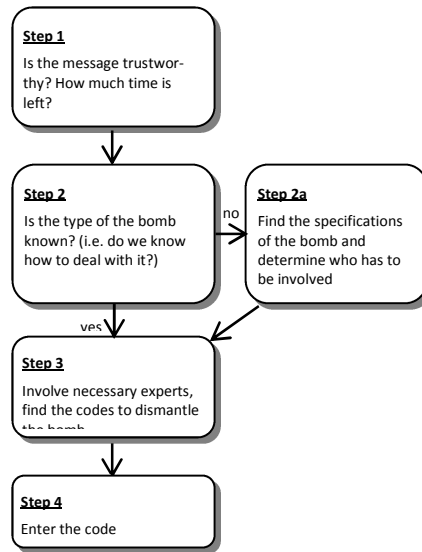 Step 1
Is the message trustwor-
thy? How much time is
left?
Step 2
Is the type of the bomb
known? (i.e. do we know
how to deal with it?)
no
Step 2a
Find the specifications
of the bomb and
determine who has to
be involved
yes
Step 3
Involve necessary experts,
find the codes to dismantle
the bomb
Step 4
Enter the code